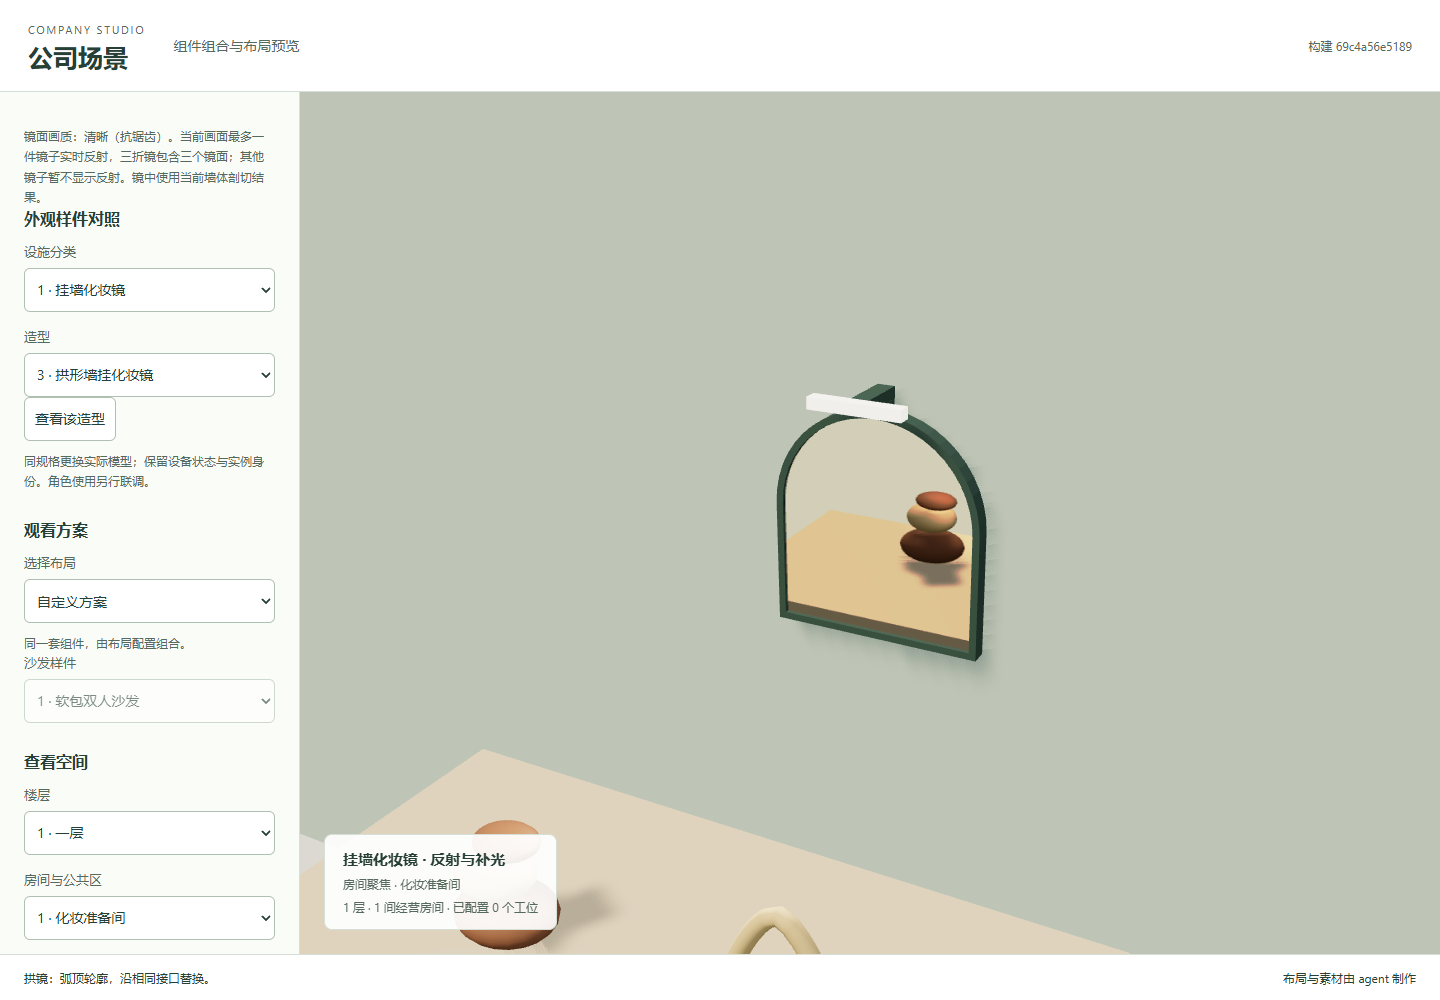 COMPANY STUDIO
公司场景
组件组合与布局预览
构建 69c4a56e5189
镜面画质：清晰（抗锯齿）。当前画面最多一
件镜子实时反射，三折镜包含三个镜面；其他
镜子暂不显示反射。镜中使用当前墙体剖切结
果。
外观样件对照
设施分类
1 · 挂墙化妆镜
造型
3 · 拱形墙挂化妆镜
查看该造型
同规格更换实际模型；保留设备状态与实例身
份。角色使用另行联调。
观看方案
选择布局
自定义方案
同一套组件，由布局配置组合。
沙发样件
1 · 软包双人沙发
查看空间
楼层
1 · 一层
房间与公共区
1 · 化妆准备间
挂墙化妆镜 · 反射与补光
房间聚焦 · 化妆准备间
1 层 · 1 间经营房间 · 已配置 0 个工位
拱镜：弧顶轮廓，沿相同接口替换。
布局与素材由 agent 制作